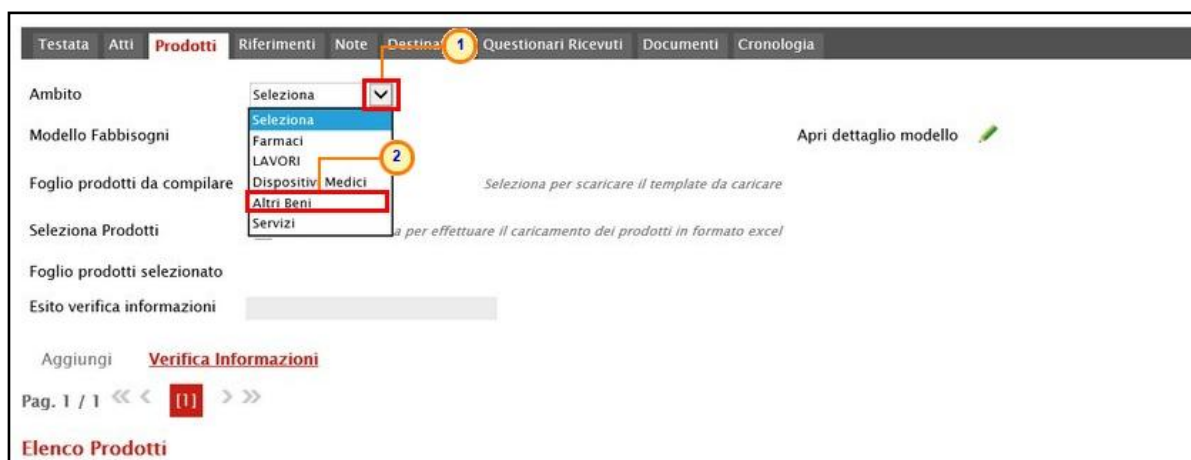 Testata Atti Prodotti Riferimenti Note Destinat 1 Questionari Ricevuti Documenti Cronologia
Ambito Seleziona
Seleziona
Modello Fabbisogni Apri dettaglio modello
Farmaci
LAVORI
2
Foglio prodotti da compilare Dispositivi Medici Seleziona per scaricare il template da caricare
Altri Beni
Seleziona Prodotti Servizi a per effettuare il caricamento dei prodotti in formato excel
Foglio prodotti selezionato
Esito verifica informazioni
Aggiungi Verifica Informazioni
Pag. 1 / 1 << < [1] > >>
Elenco Prodotti